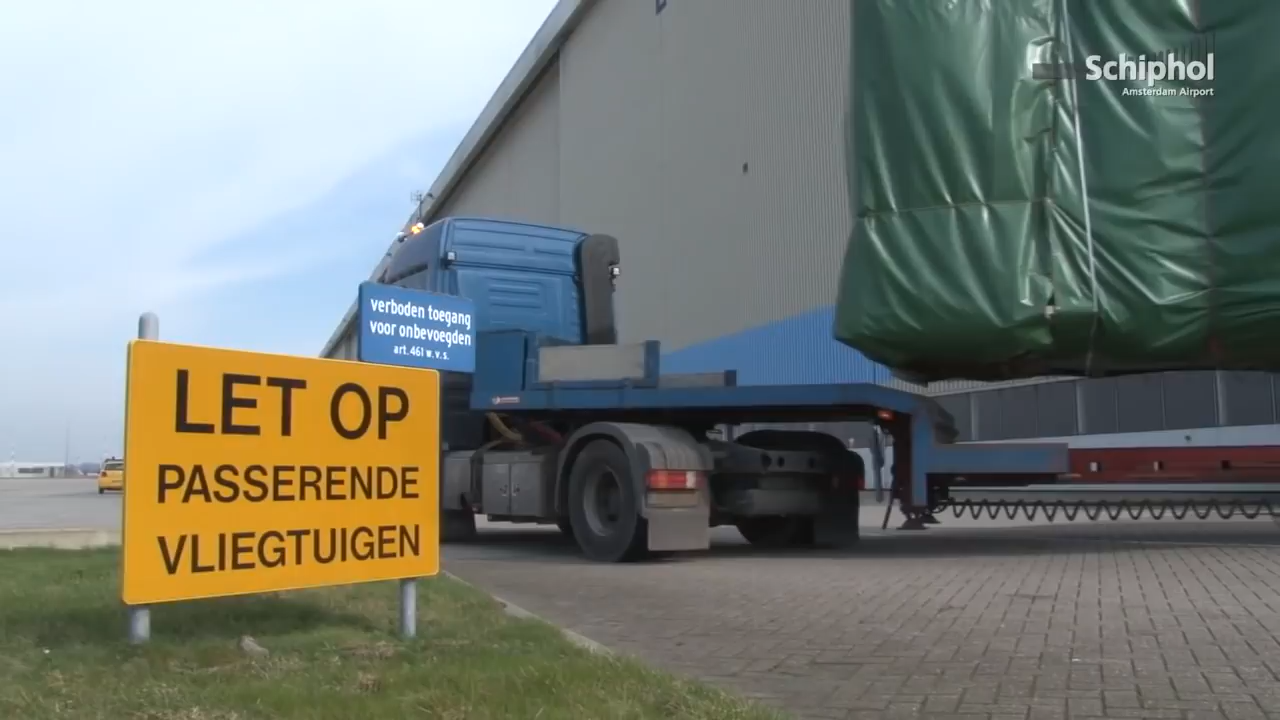 Schiphol
Amsterdam Airport
verboden toegang
voor onbevoegden
art. 461 w.v.s.
LET OP
PASSERENDE
VLIEGTUIGEN